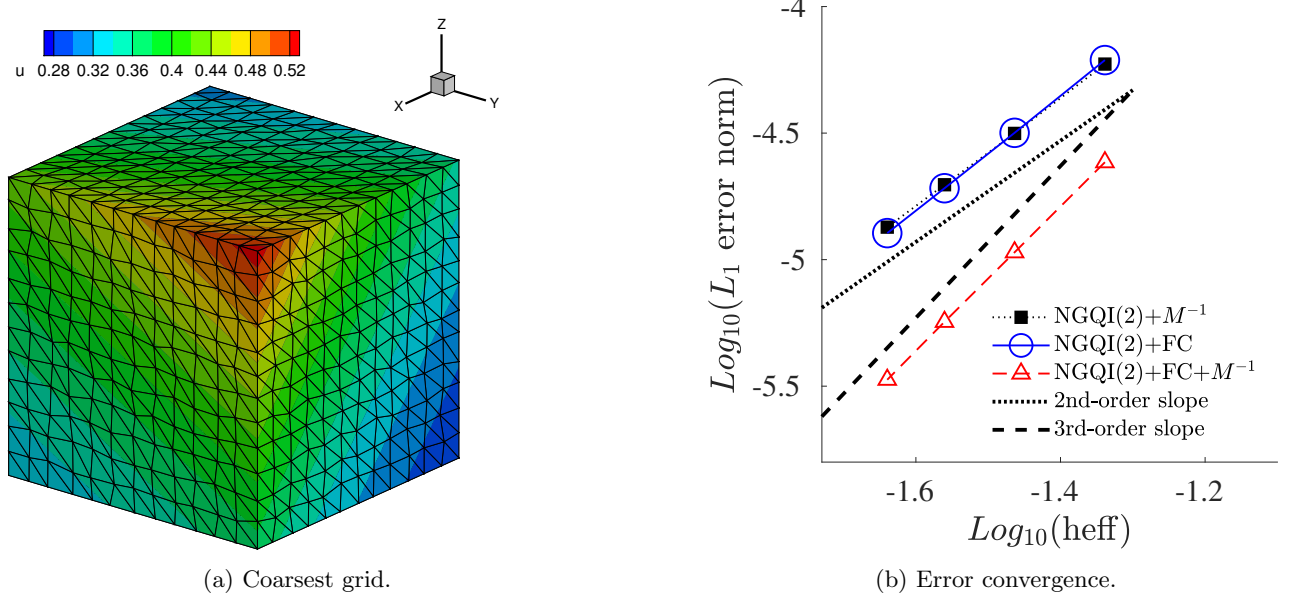 u 0.28 0.32 0.36 0.4 0.44 0.48 0.52
Z
X
Y
(a) Coarsest grid.
-4
-4.5
-5
-5.5
Log10(L1 error norm)
NGQI(2)+M−1
NGQI(2)+FC
NGQI(2)+FC+M−1
2nd-order slope
3rd-order slope
-1.6 -1.4 -1.2
Log10(heff)
(b) Error convergence.